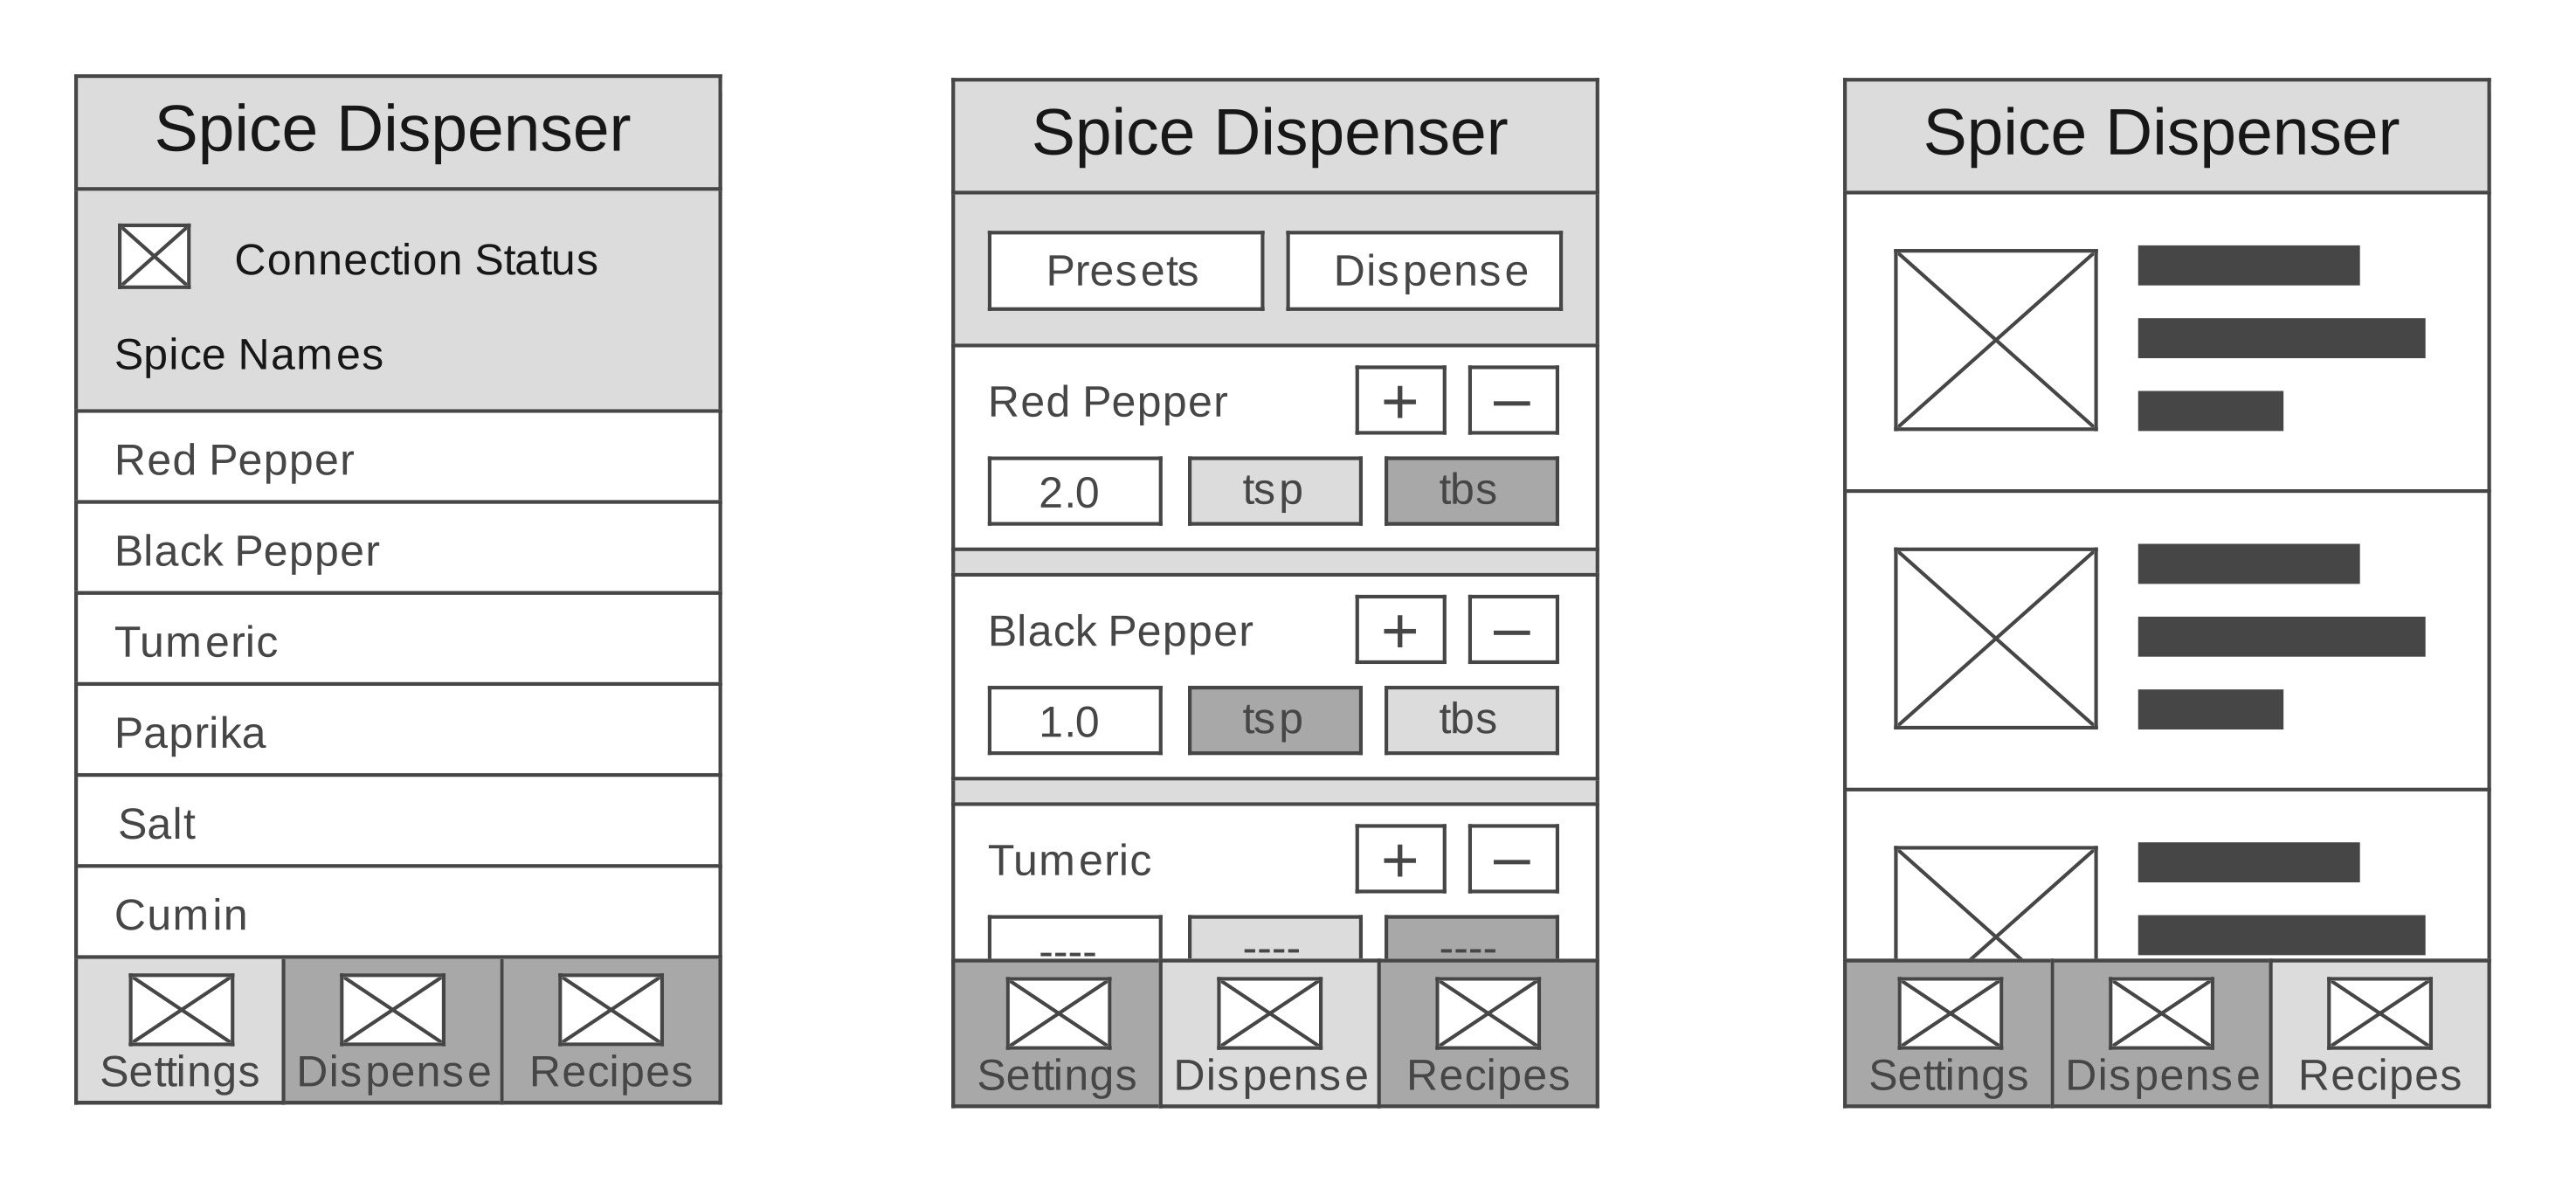 Spice Dispenser
Connection Status
Spice Names
Red Pepper
Black Pepper
Tumeric
Paprika
Salt
Cumin
Settings Dispense Recipes
Spice Dispenser
Presets Dispense
Red Pepper + –
2.0 tsp tbs
Black Pepper + –
1.0 tsp tbs
Tumeric + –
---- ---- ----
Settings Dispense Recipes
Spice Dispenser
Settings Dispense Recipes